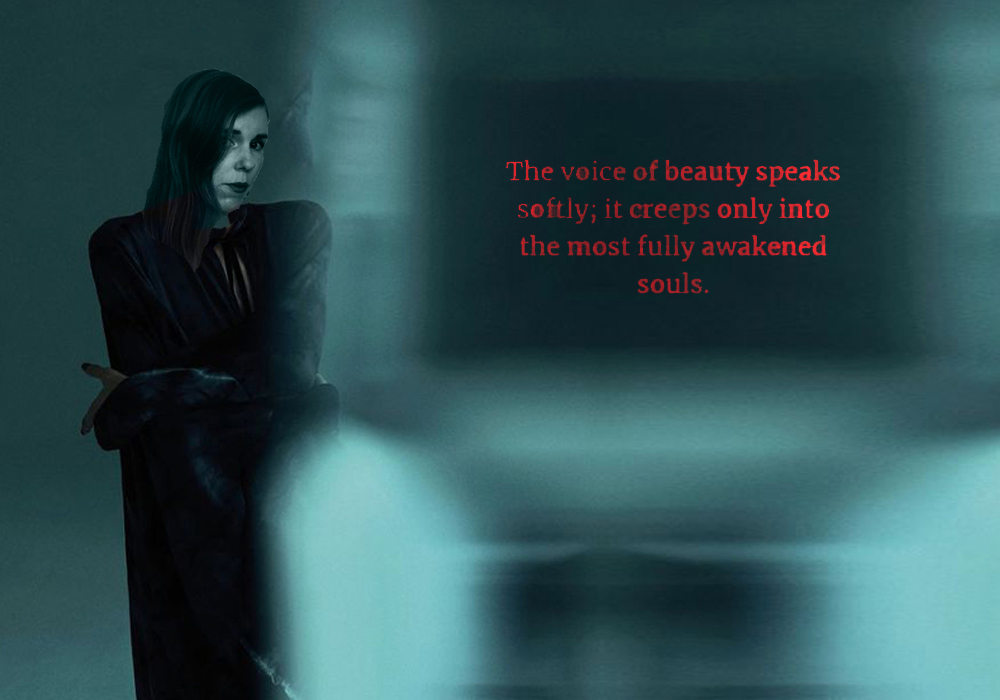 The voice of beauty speaks
softly; it creeps only into
the most fully awakened
souls.